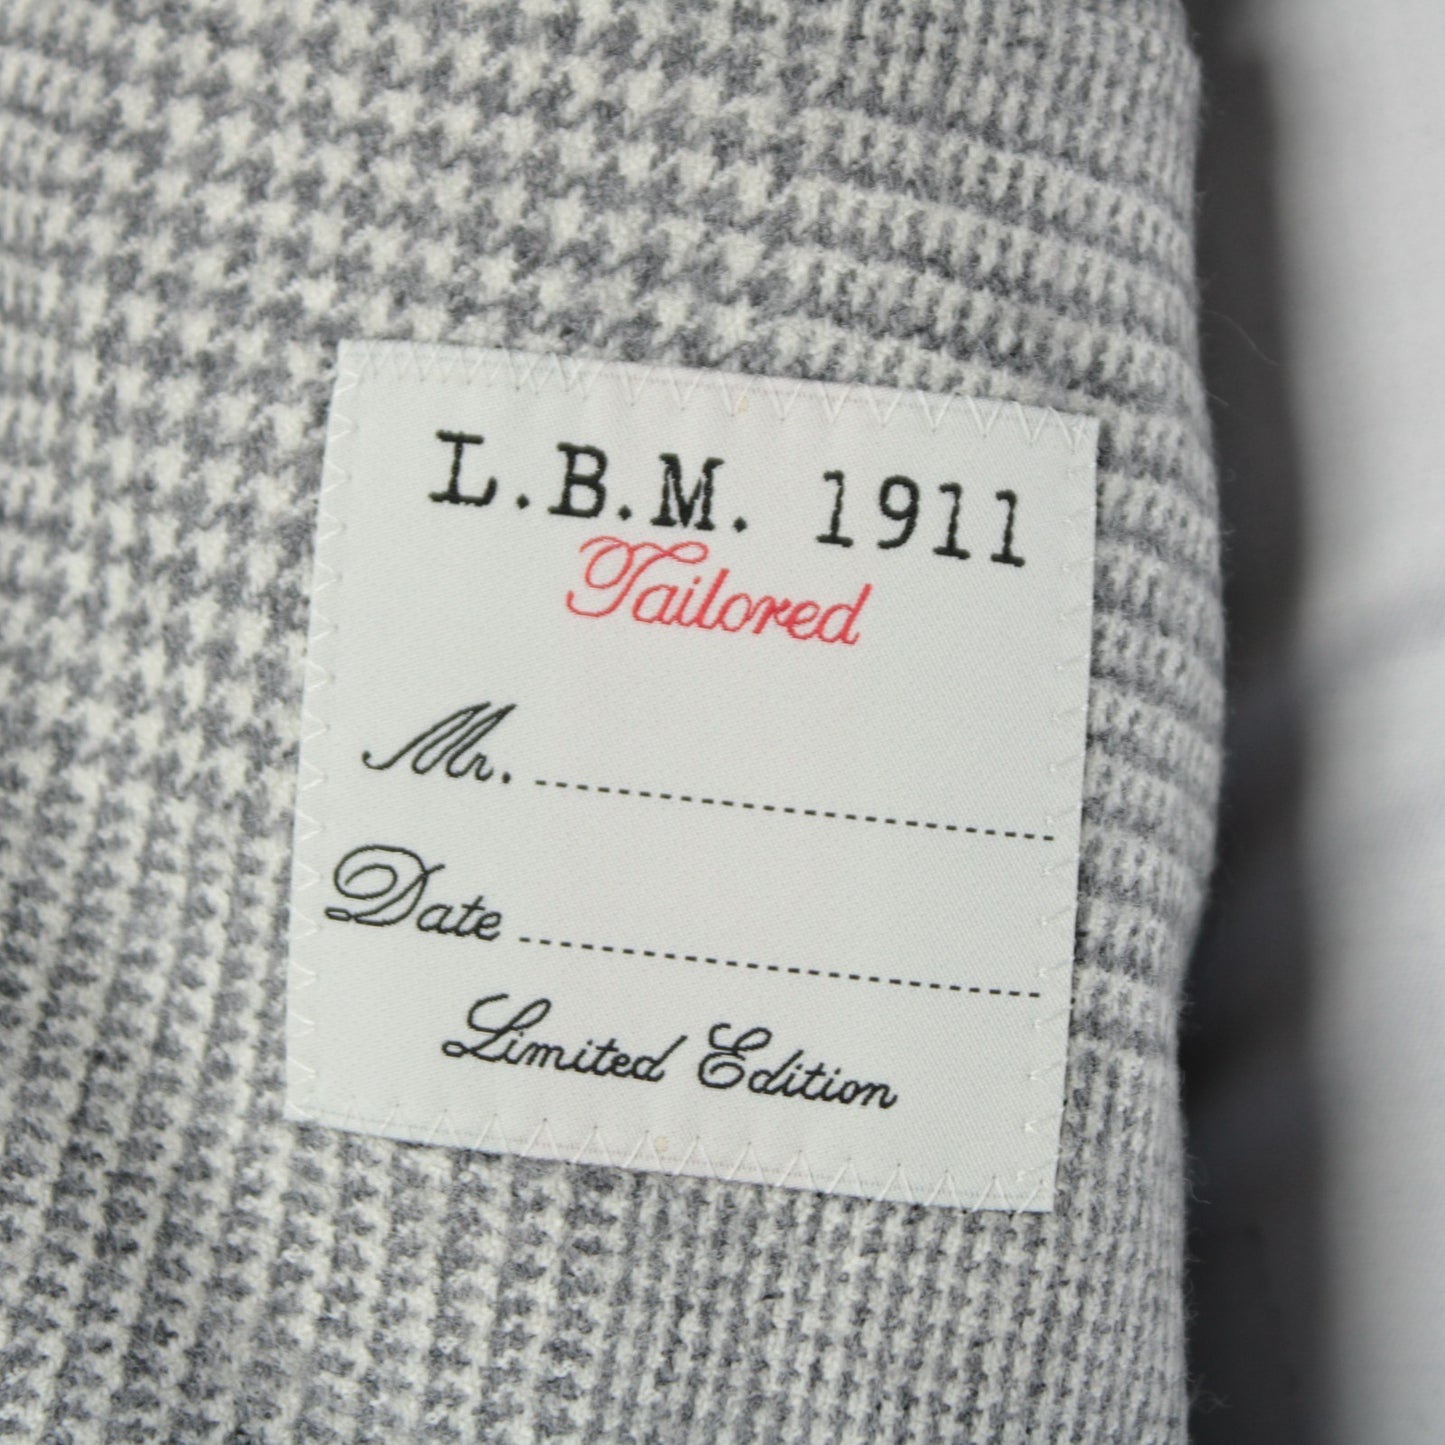 L.B.M. 1911
Tailored
Mr.
Date
Limited Edition